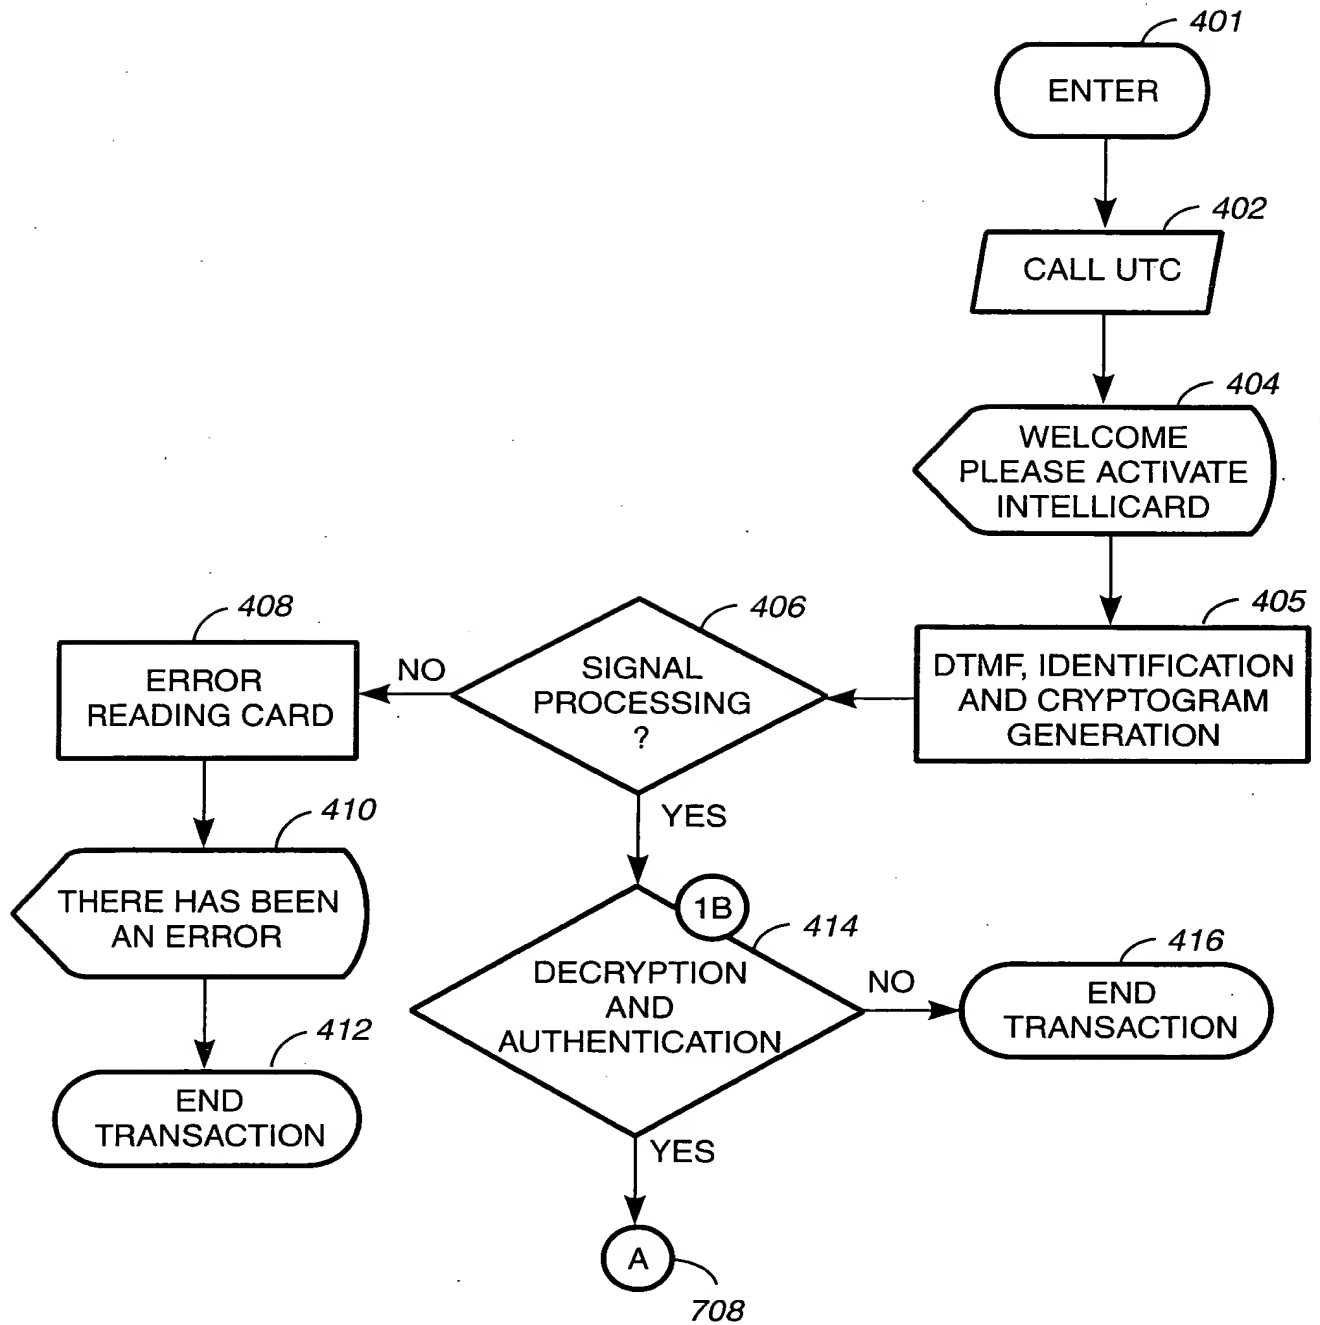 401
ENTER
402
CALL UTC
404
WELCOME
PLEASE ACTIVATE
INTELLICARD
405
DTMF, IDENTIFICATION
AND CRYPTOGRAM
GENERATION
406
SIGNAL
PROCESSING
?
NO
408
ERROR
READING CARD
410
THERE HAS BEEN
AN ERROR
412
END
TRANSACTION
YES
1B
414
DECRYPTION
AND
AUTHENTICATION
NO
416
END
TRANSACTION
YES
A
708